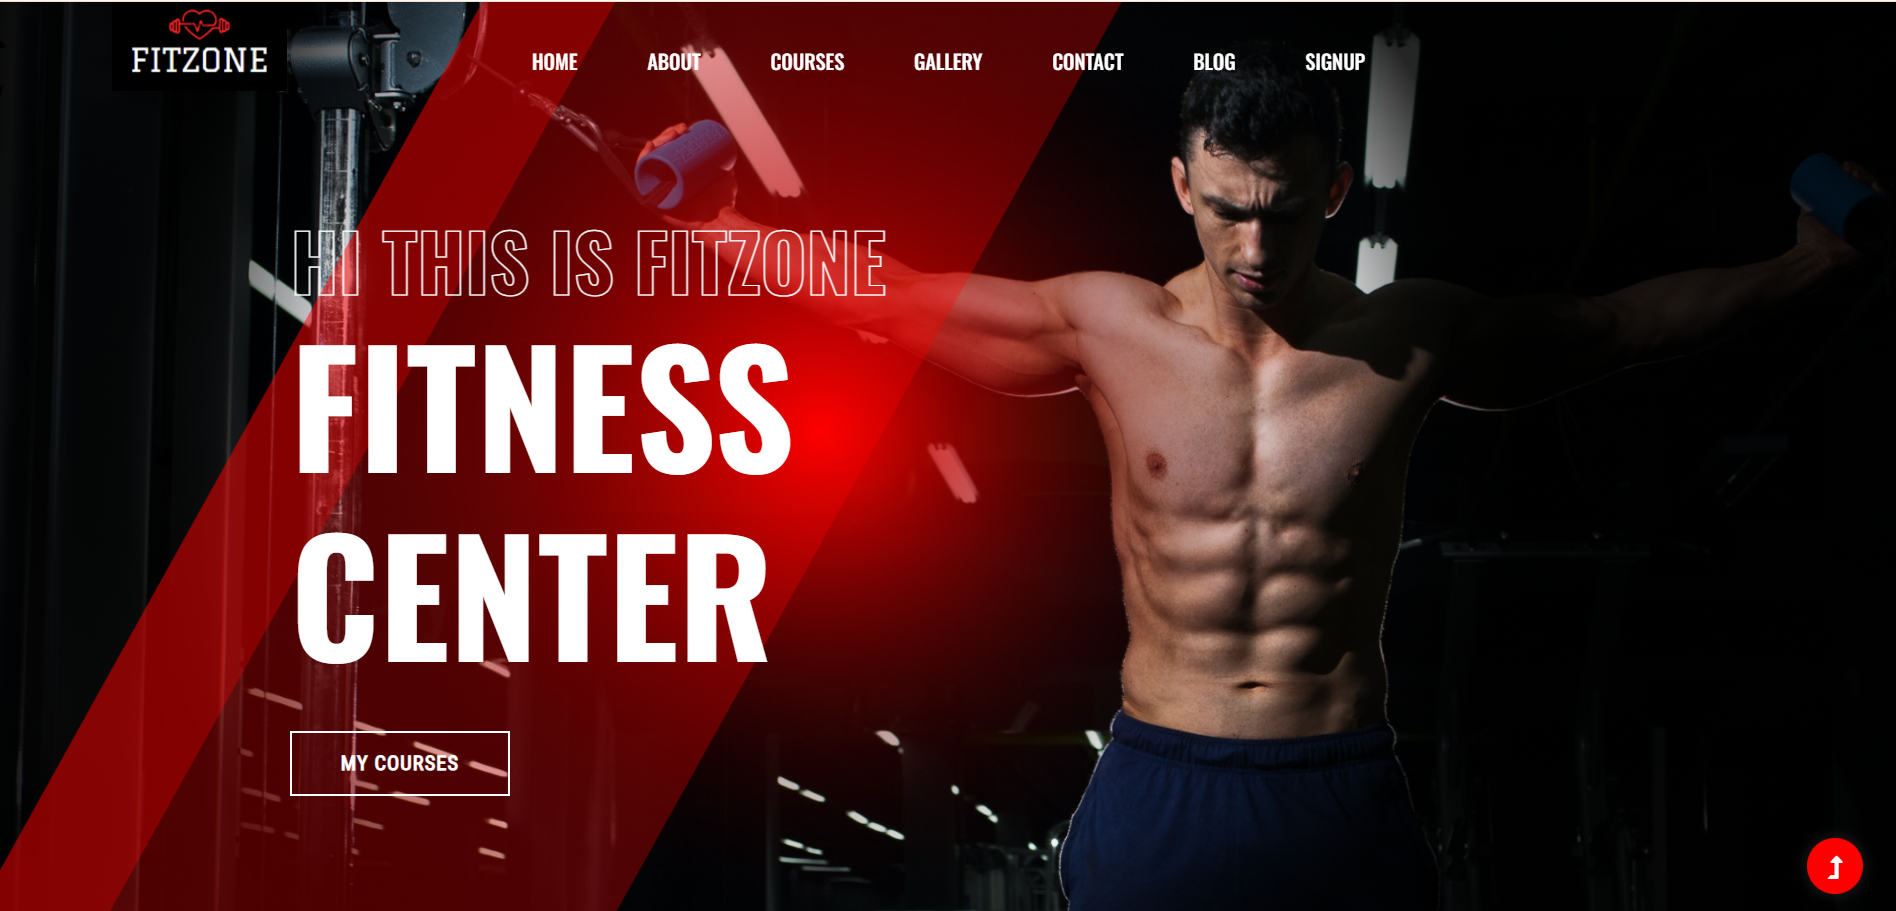 FITZONE
HOME ABOUT COURSES GALLERY CONTACT BLOG SIGNUP
HI THIS IS FITZONE
FITNESS
CENTER
MY COURSES